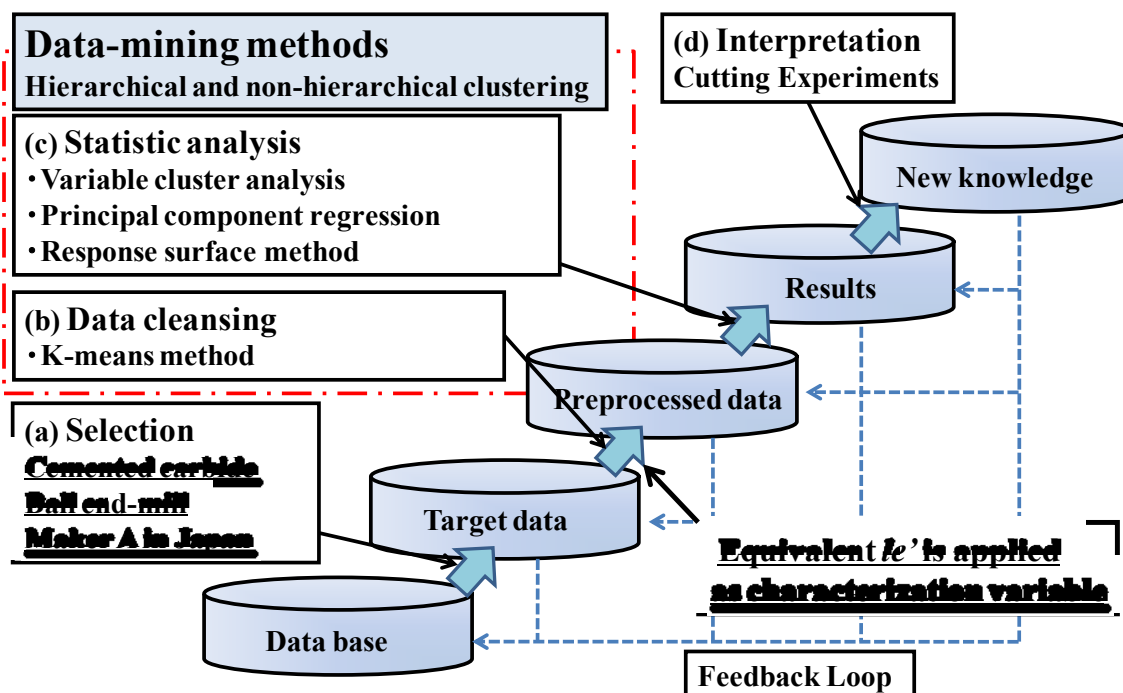 Data-mining methods
Hierarchical and non-hierarchical clustering
(c) Statistic analysis
・Variable cluster analysis
・Principal component regression
・Response surface method
(b) Data cleansing
・K-means method
(a) Selection
Cemented carbide
Ball end-mill
Maker A in Japan
(d) Interpretation
Cutting Experiments
New knowledge
Results
Preprocessed data
Target data
Data base
Equivalent le’ is applied
as characterization variable
Feedback Loop